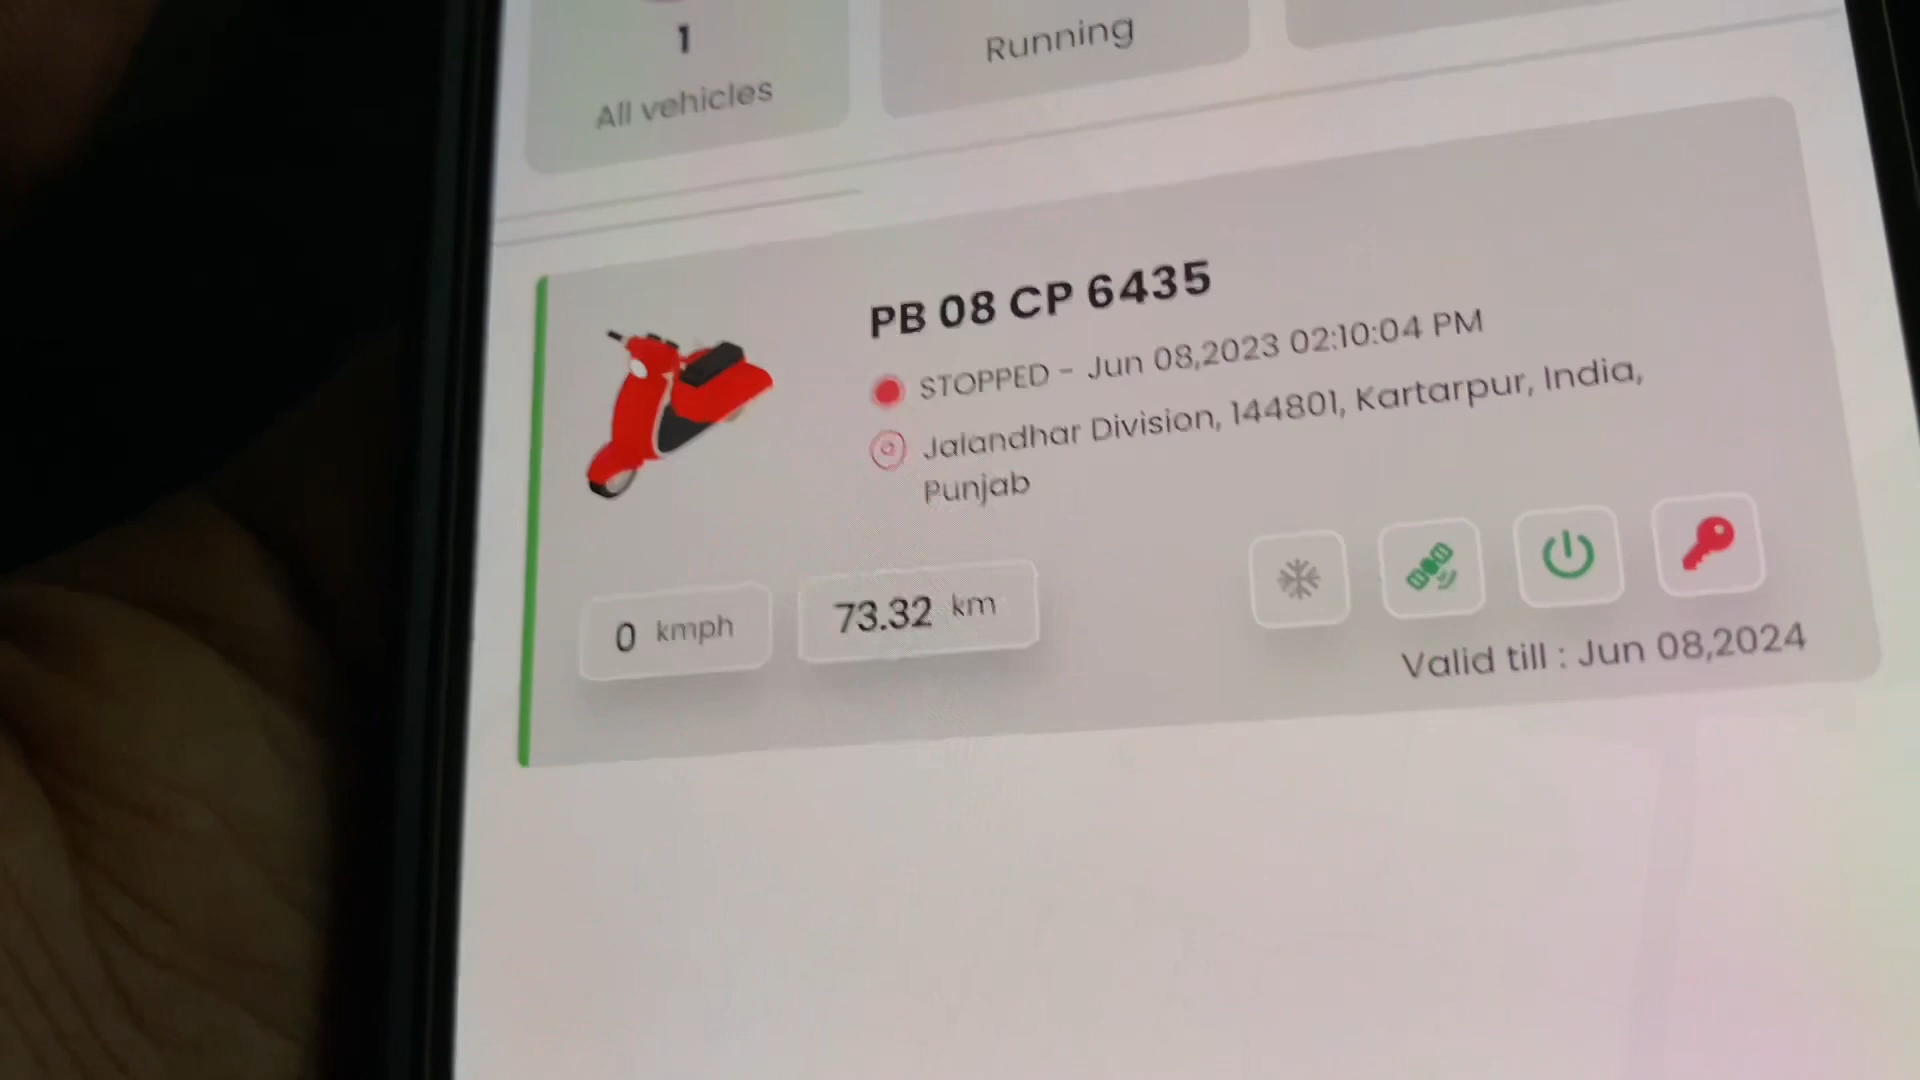 1
All vehicles
Running
PB 08 CP 6435
STOPPED - Jun 08,2023 02:10:04 PM
Jalandhar Division, 144801, Kartarpur, India,
Punjab
0 kmph
73.32 km
Valid till : Jun 08,2024